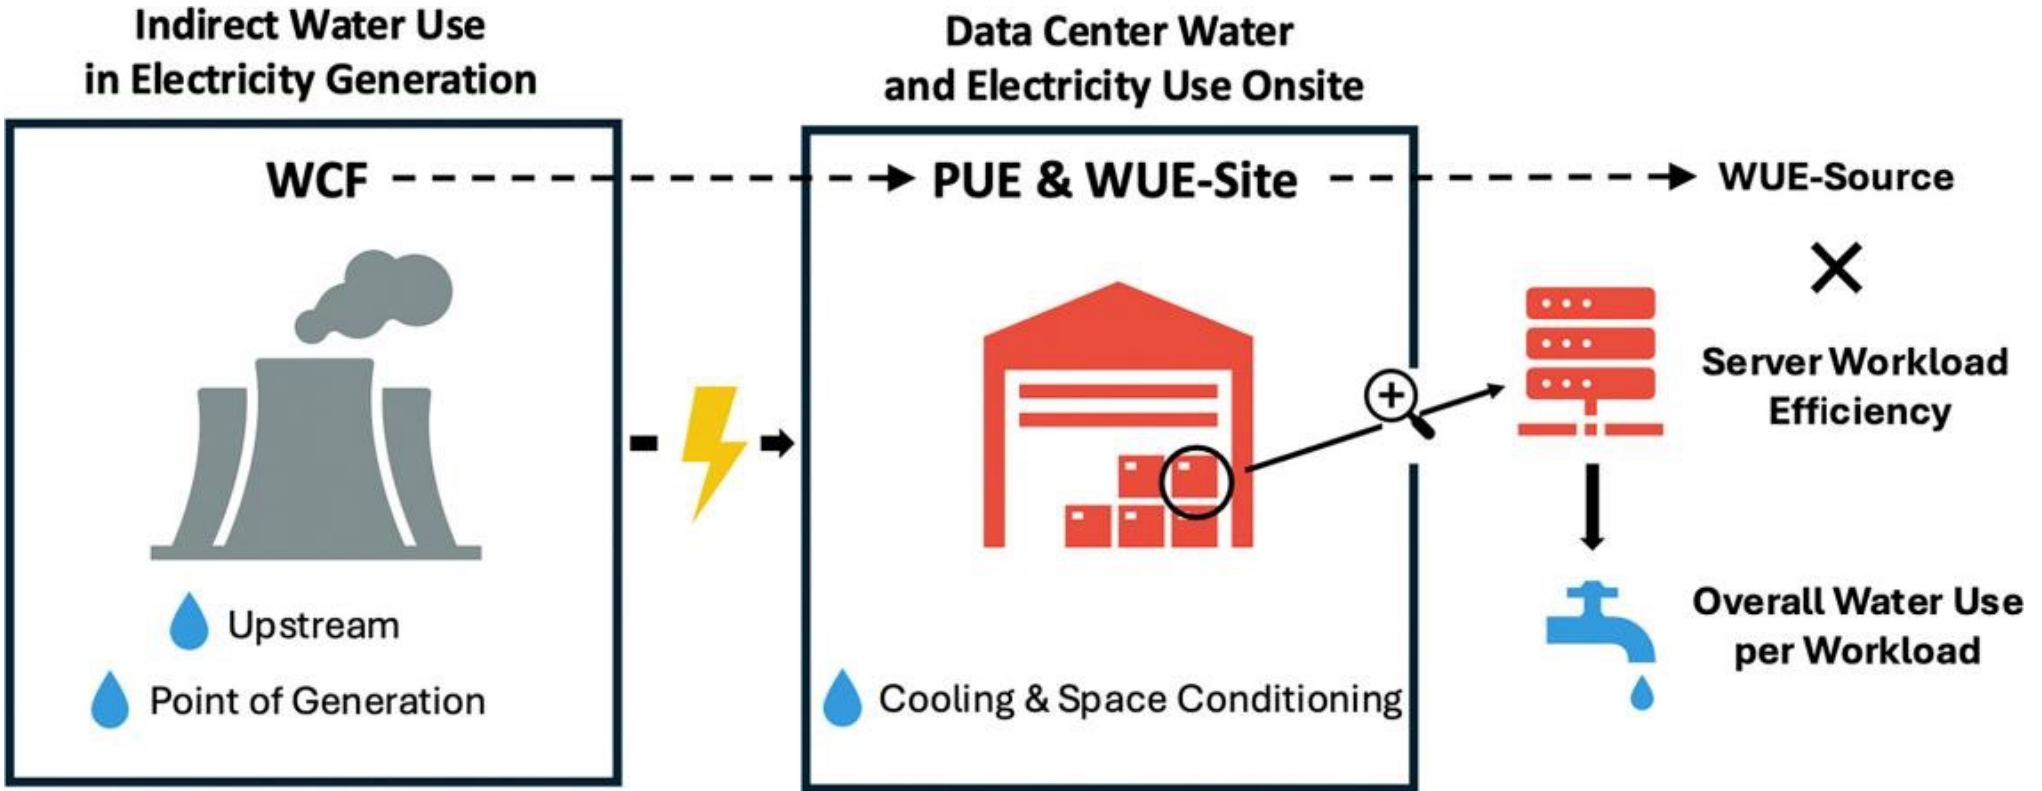 Indirect Water Use
in Electricity Generation
WCF
Upstream
Point of Generation
Data Center Water
and Electricity Use Onsite
PUE & WUE-Site
Cooling & Space Conditioning
WUE-Source
×
Server Workload
Efficiency
Overall Water Use
per Workload